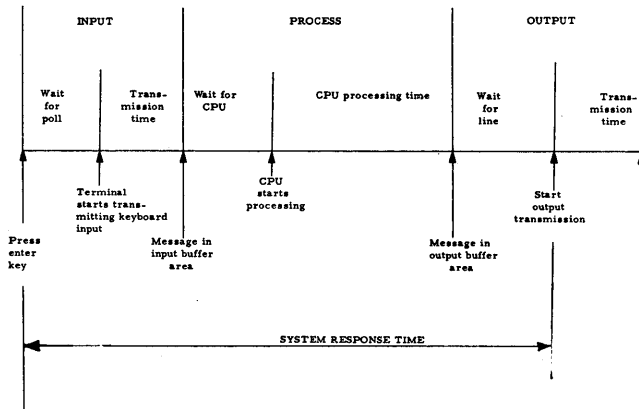 INPUT
PROCESS
OUTPUT
Wait
for
poll
Trans-
mission
time
Wait for
CPU
CPU processing time
Wait
for
line
Trans-
mission
time
Terminal
starts trans-
mitting keyboard
input
CPU
starts
processing
Start
output
transmission
Press
enter
key
Message in
input buffer
area
Message in
output buffer
area
SYSTEM RESPONSE TIME